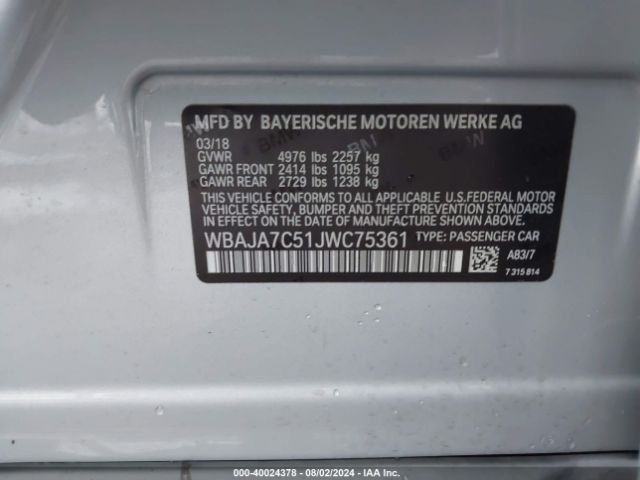 MFD BY BAYERISCHE MOTOREN WERKE AG
03/18
GVWR 4976 lbs 2257 kg
GAWR FRONT 2414 lbs 1095 kg
GAWR REAR 2729 lbs 1238 kg
THIS VEHICLE CONFORMS TO ALL APPLICABLE U.S.FEDERAL MOTOR
VEHICLE SAFETY, BUMPER AND THEFT PREVENTION STANDARDS IN
EFFECT ON THE DATE OF MANUFACTURE SHOWN ABOVE.
WBAJA7C51JWC75361 TYPE: PASSENGER CAR
A83/7
7 315 814
000-40024378 - 08/02/2024 - IAA Inc.